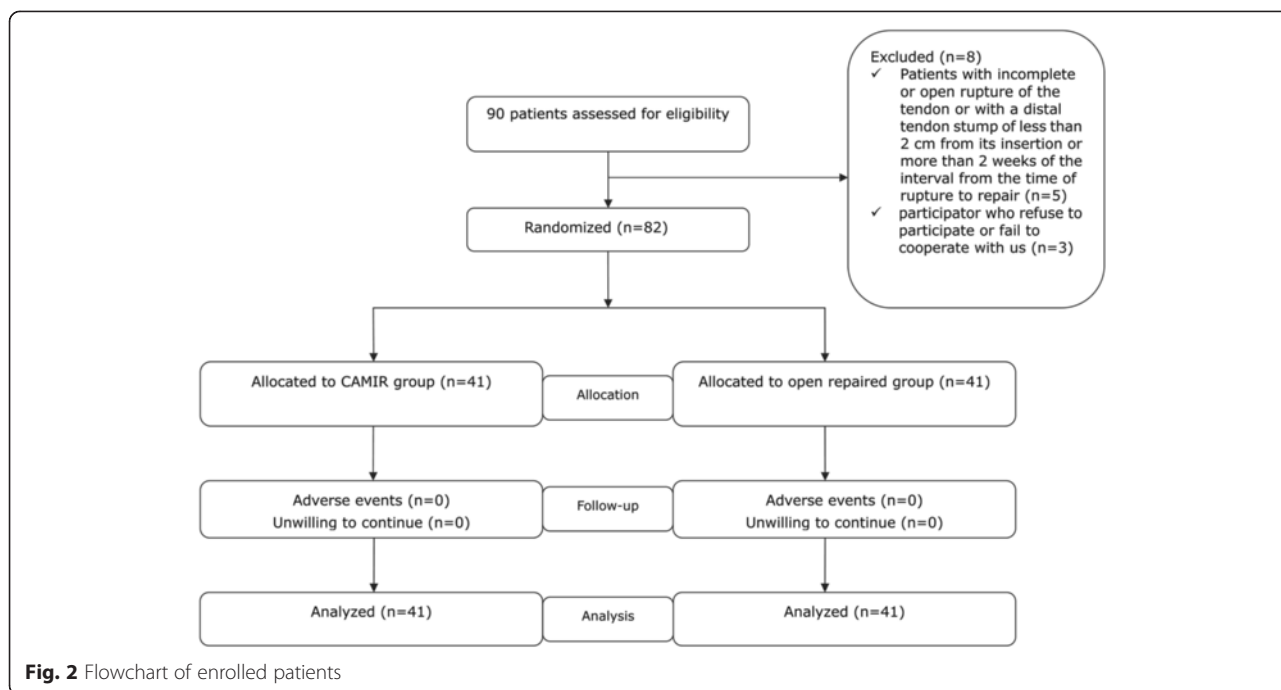 Excluded (n=8)
✓ Patients with incomplete
or open rupture of the
tendon or with a distal
tendon stump of less than
2 cm from its insertion or
more than 2 weeks of the
interval from the time of
rupture to repair (n=5)
✓ participator who refuse to
participate or fail to
cooperate with us (n=3)
90 patients assessed for eligibility
Randomized (n=82)
Allocated to CAMIR group (n=41)
Allocation
Allocated to open repaired group (n=41)
Adverse events (n=0)
Unwilling to continue (n=0)
Follow-up
Adverse events (n=0)
Unwilling to continue (n=0)
Analyzed (n=41)
Analysis
Analyzed (n=41)
Fig. 2 Flowchart of enrolled patients